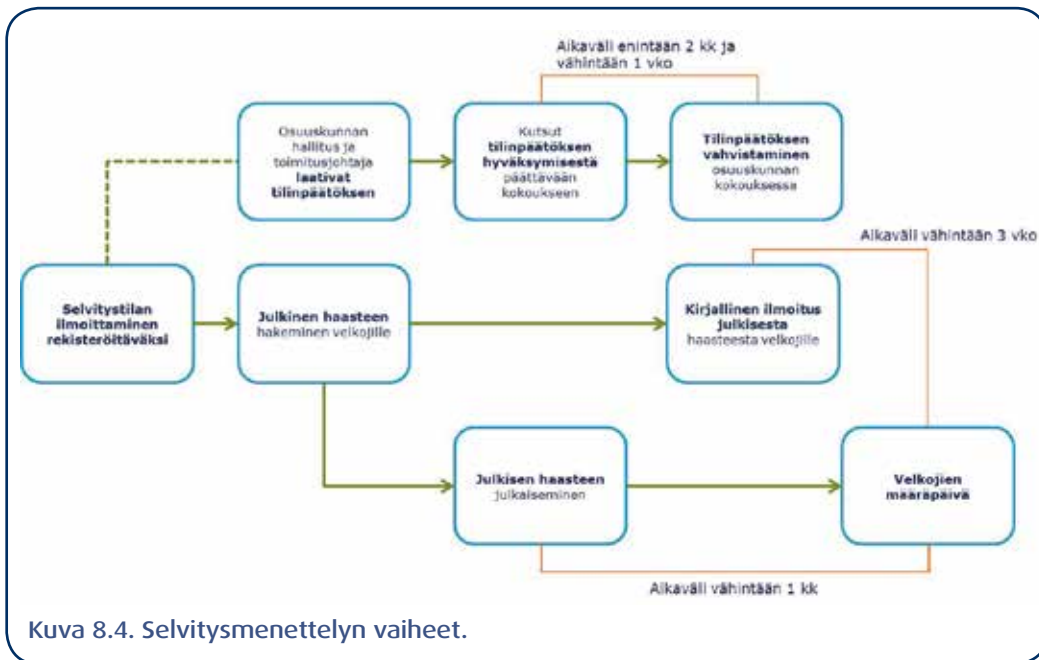 Aikaväli enintään 2 kk ja
vähintään 1 vko
Osuuskunnan
hallitus ja
toimitusjohtaja
laativat
tilinpäätöksen
Kutsut
tilinpäätöksen
hyväksymisestä
päättävään
kokoukseen
Tilinpäätöksen
vahvistaminen
osuuskunnan
kokouksessa
Aikaväli vähintään 3 vko
Selvitystilan
ilmoittaminen
rekisteröitäväksi
Julkinen haasteen
hakeminen velkojille
Kirjallinen ilmoitus
julkisesta
haasteesta velkojille
Julkisen haasteen
julkaiseminen
Velkojien
määräpäivä
Aikaväli vähintään 1 kk
Kuva 8.4. Selvitysmenettelyn vaiheet.